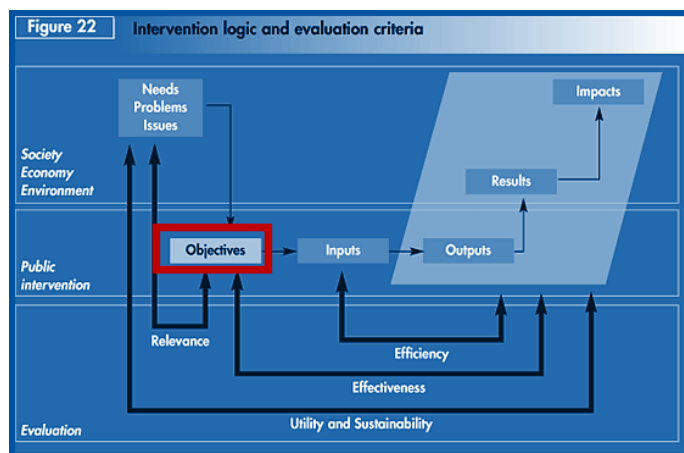 Figure 22
Intervention logic and evaluation criteria
Needs
Problems
Issues
Impacts
Society
Economy
Environment
Results
Objectives
Inputs
Outputs
Public
intervention
Relevance
Efficiency
Effectiveness
Utility and Sustainability
Evaluation